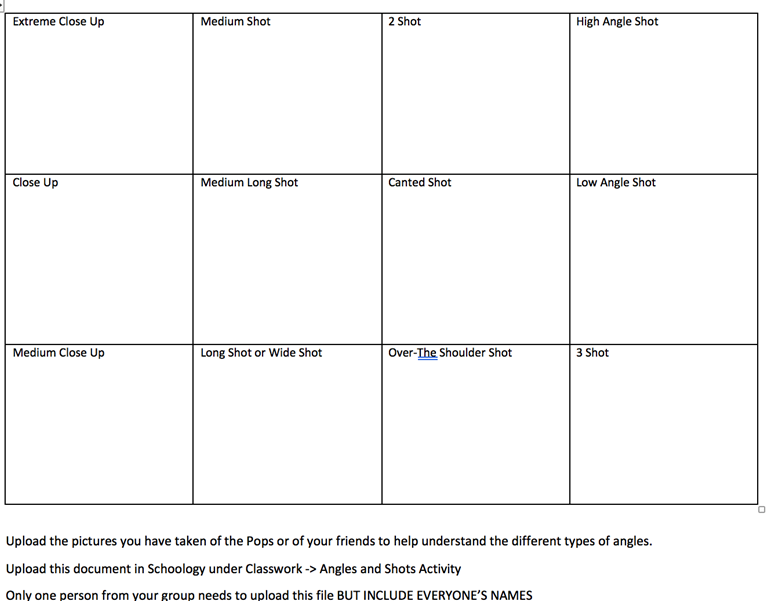 Extreme Close Up
Medium Shot
2 Shot
High Angle Shot
Close Up
Medium Long Shot
Canted Shot
Low Angle Shot
Medium Close Up
Long Shot or Wide Shot
Over-The Shoulder Shot
3 Shot
Upload the pictures you have taken of the Pops or of your friends to help understand the different types of angles.
Upload this document in Schoology under Classwork -> Angles and Shots Activity
Only one person from your group needs to upload this file BUT INCLUDE EVERYONE'S NAMES